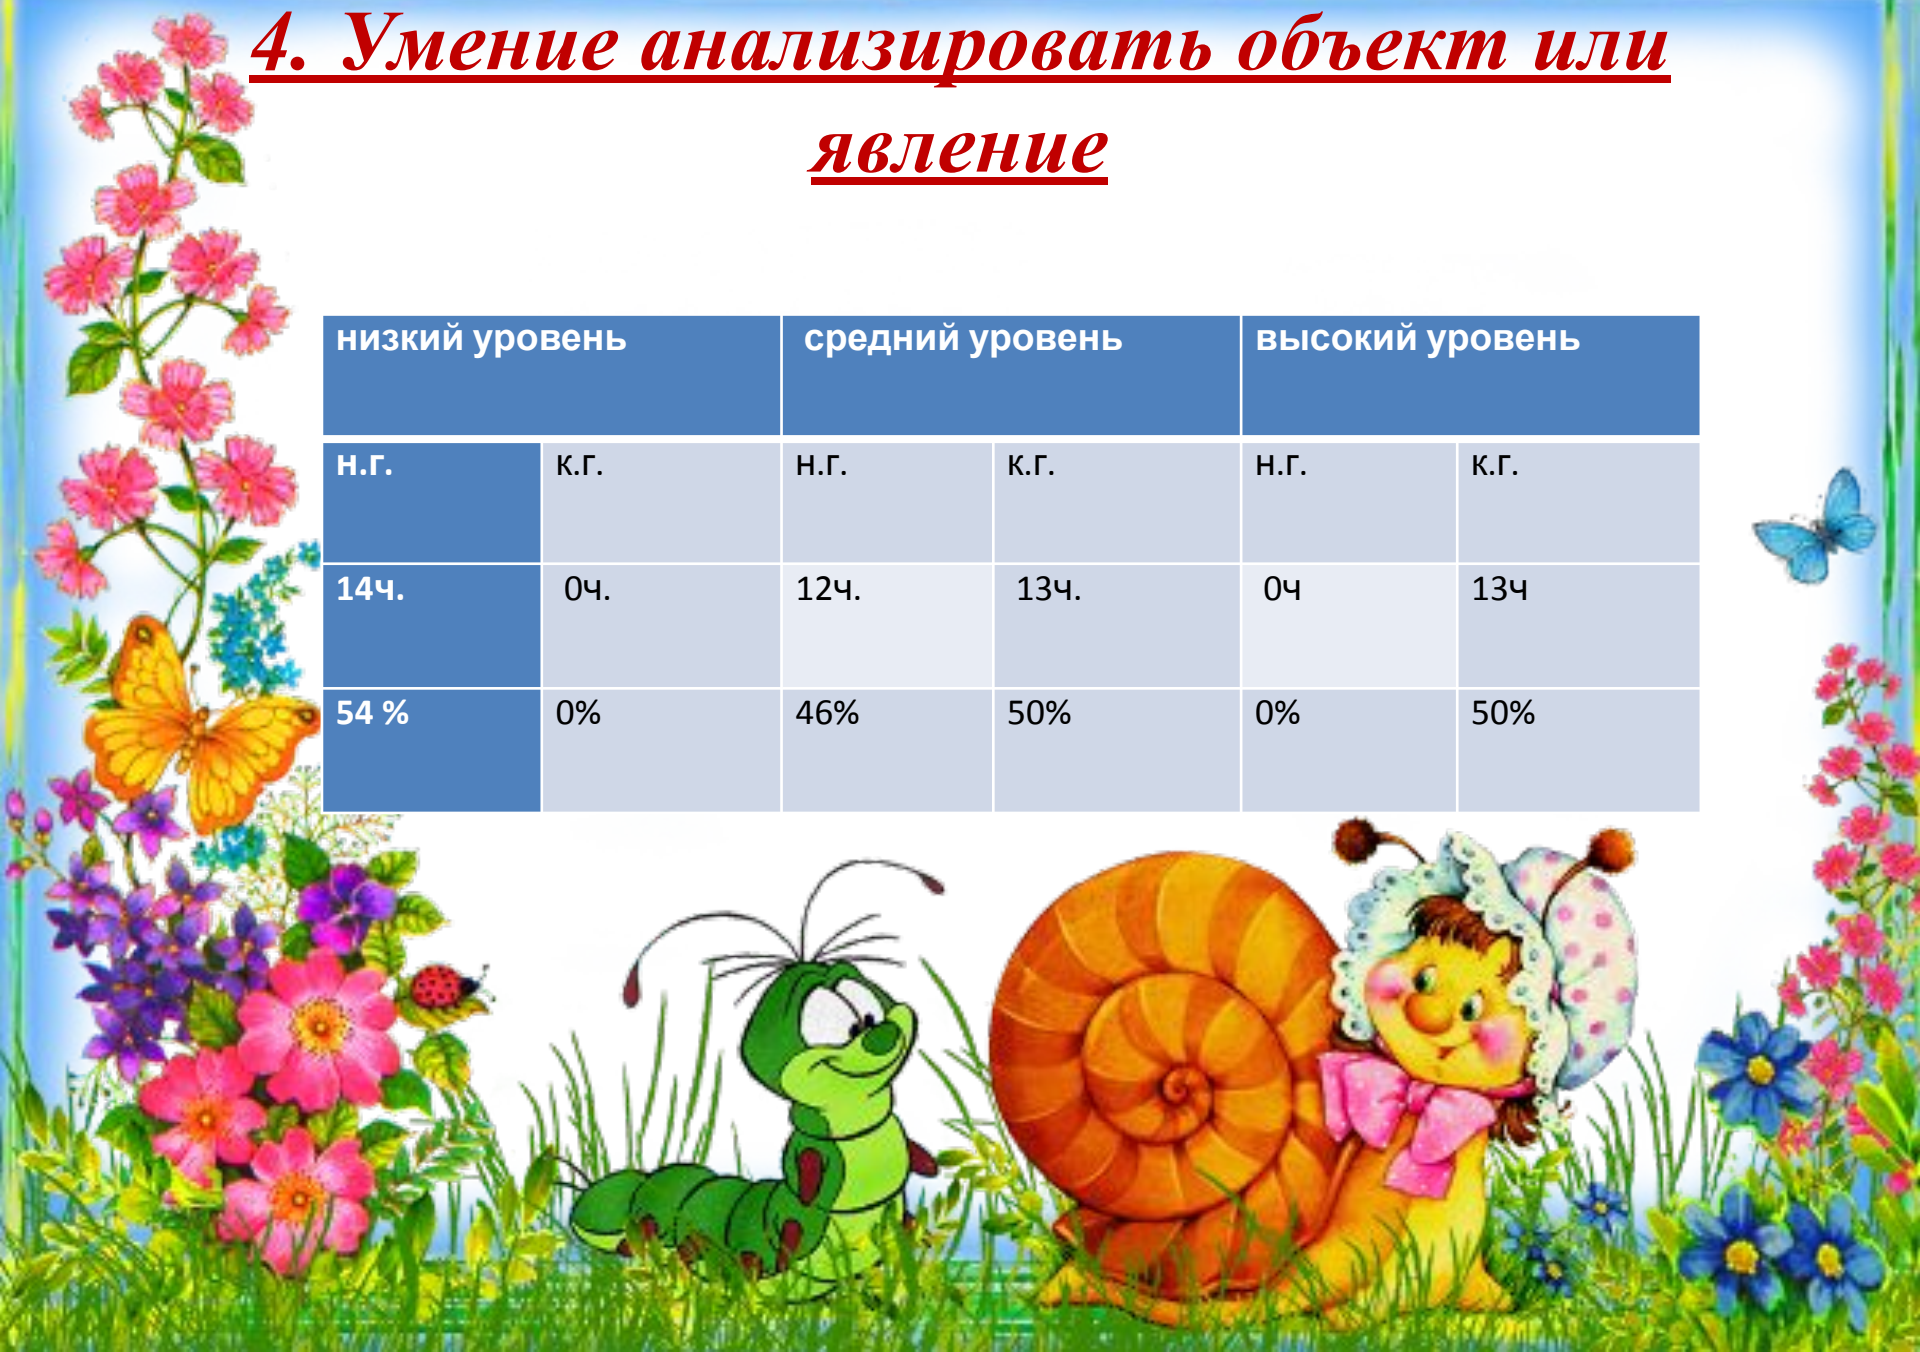 4. Умение анализировать объект или
явление
низкий уровень средний уровень высокий уровень
н.г. к.г. н.г. к.г. н.г. к.г.
14ч. 0ч. 12ч. 13ч. 0ч 13ч
54 % 0% 46% 50% 0% 50%